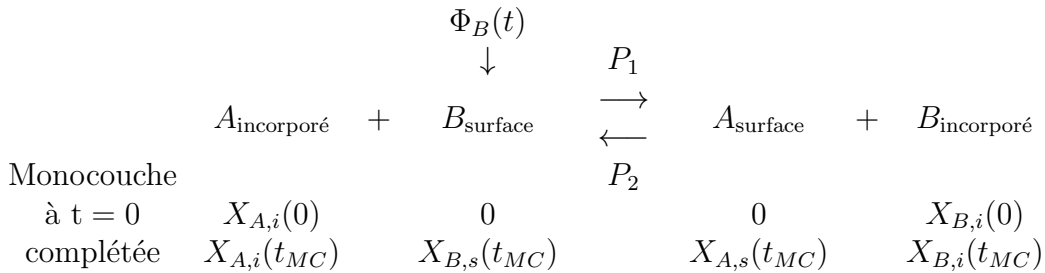 Φ_B(t)
↓ P_1
A_incorporé + B_surface ⟶ ⟵ A_surface + B_incorporé
Monocouche P_2
à t = 0 X_{A,i}(0) 0 0 X_{B,i}(0)
complétée X_{A,i}(t_{MC}) X_{B,s}(t_{MC}) X_{A,s}(t_{MC}) X_{B,i}(t_{MC})